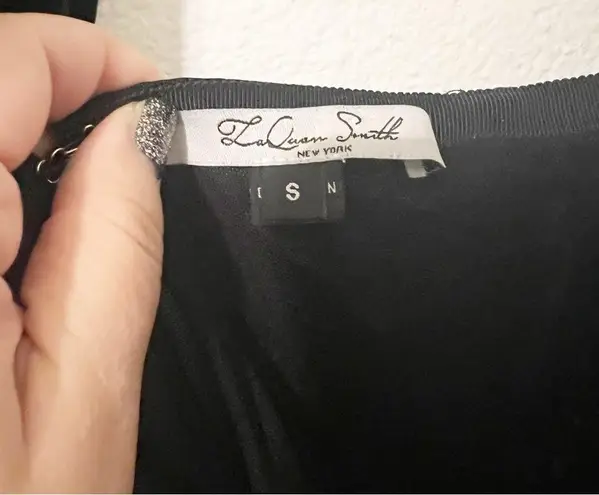 LaQuan Smith
NEW YORK
I S N